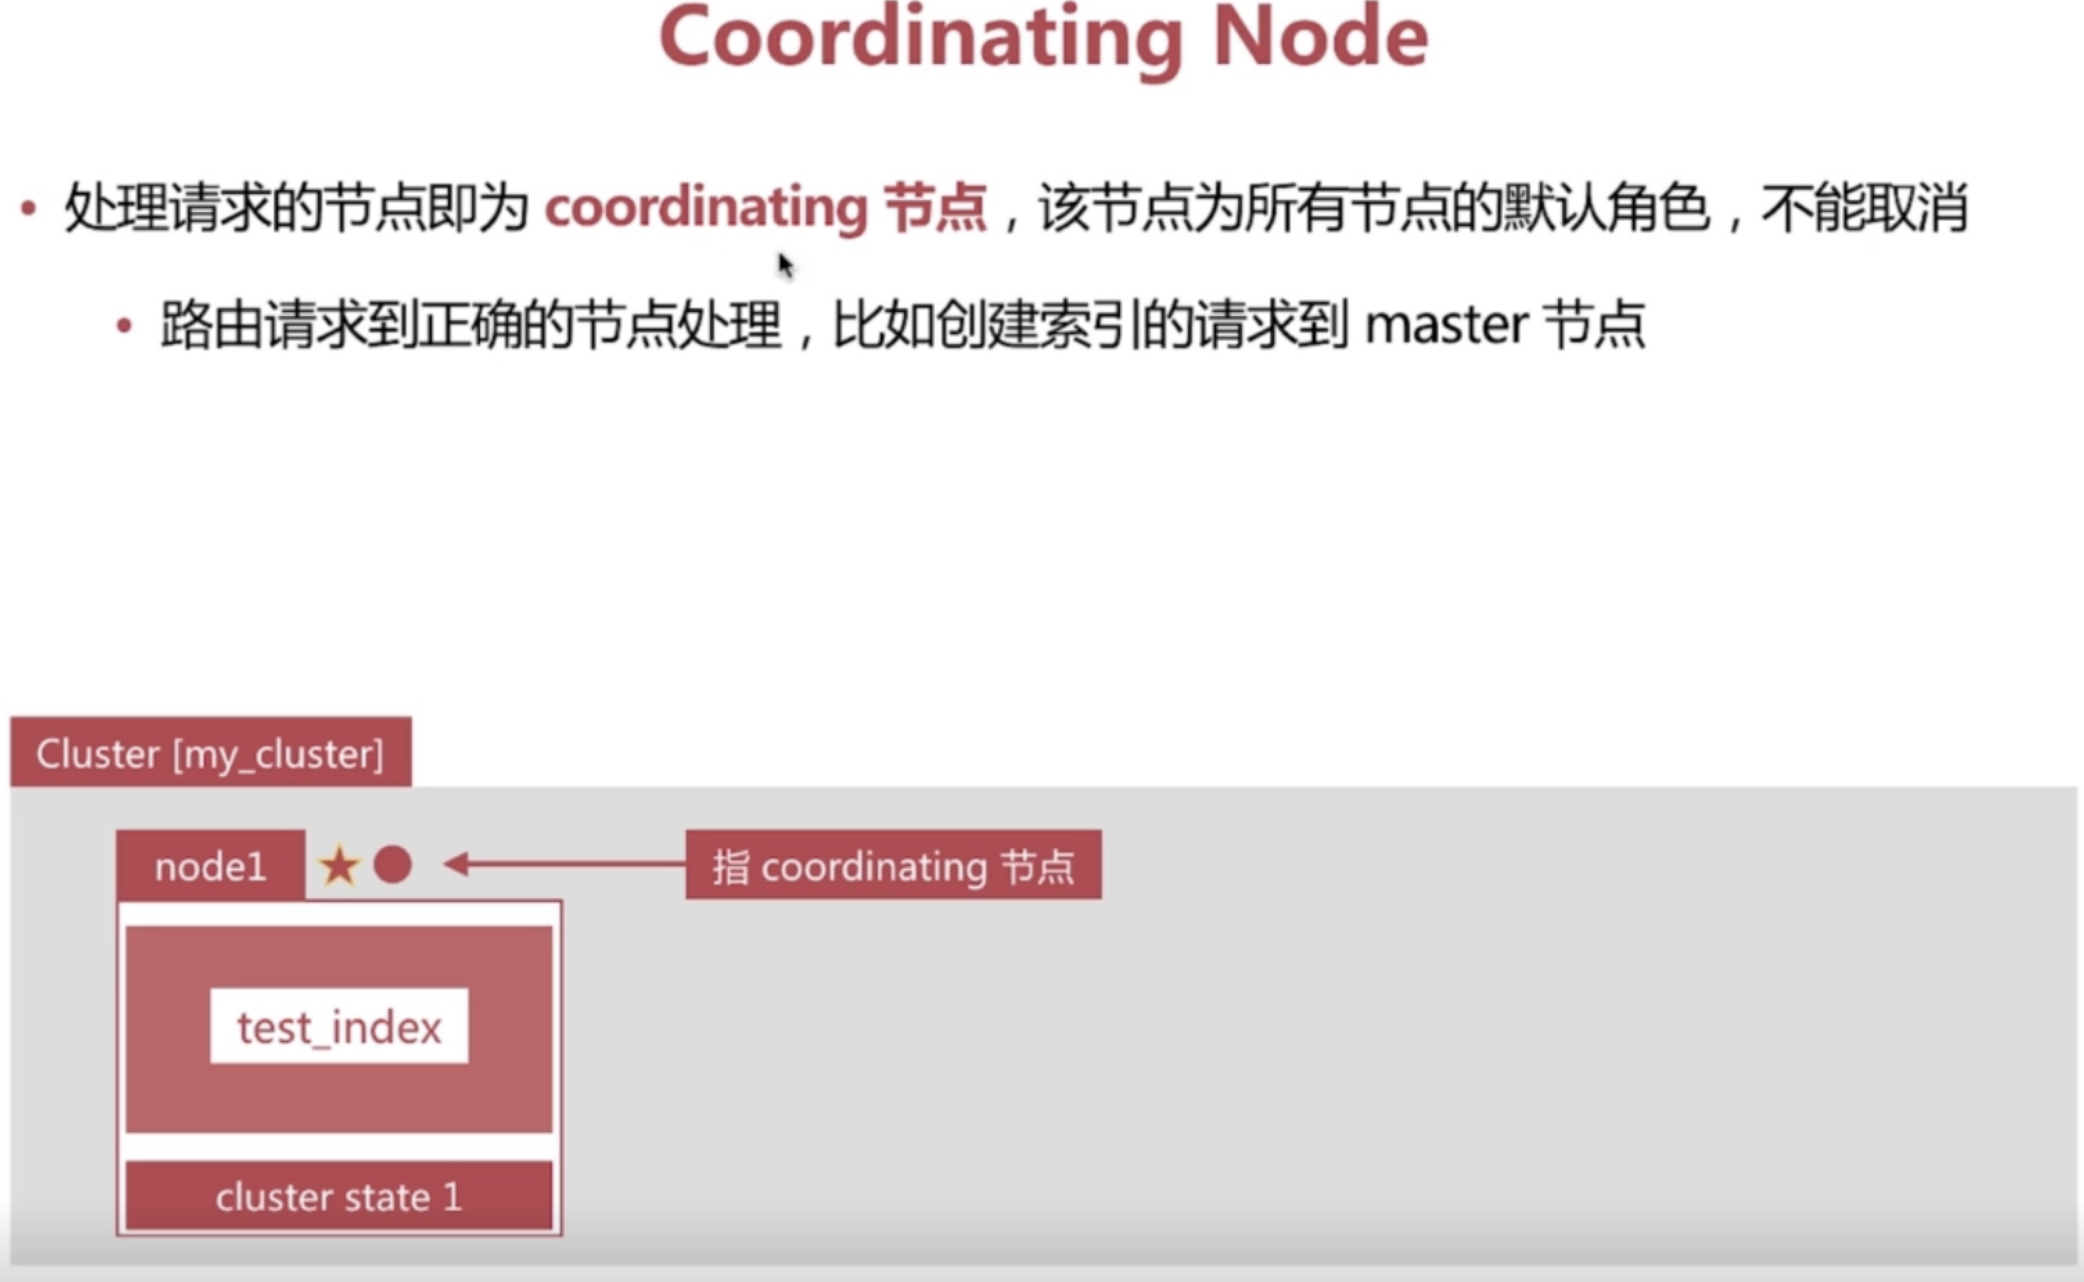 Coordinating Node
• 处理请求的节点即为 coordinating 节点，该节点为所有节点的默认角色，不能取消
• 路由请求到正确的节点处理，比如创建索引的请求到 master 节点
Cluster [my_cluster]
node1
指 coordinating 节点
test_index
cluster state 1